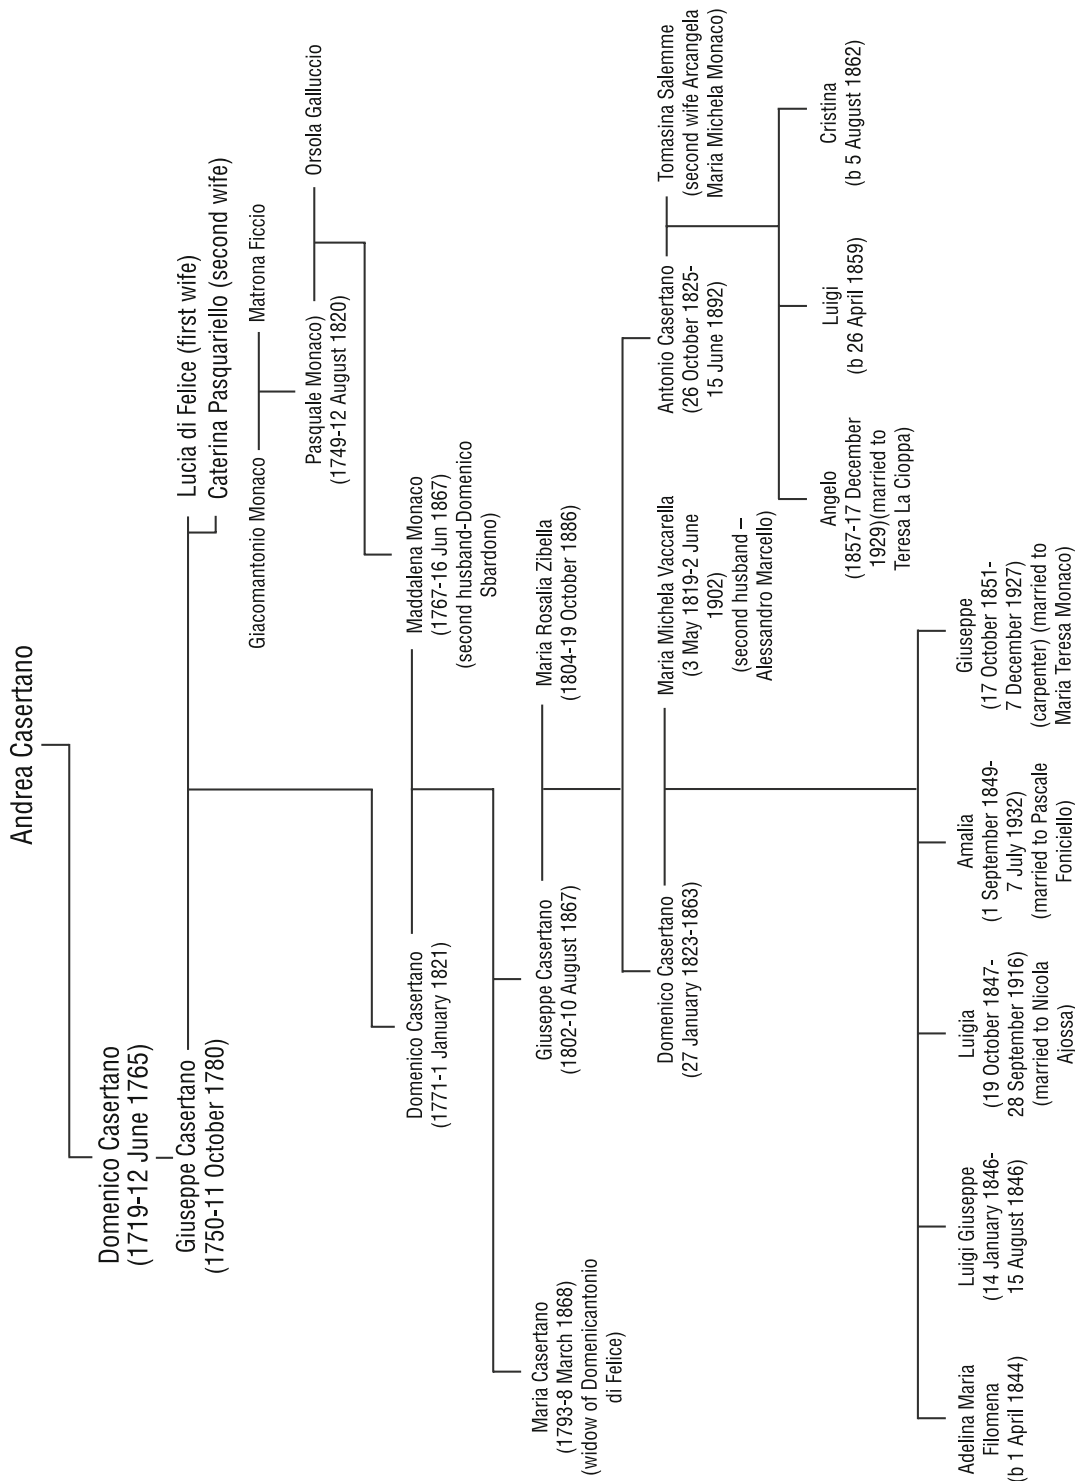 Andrea Casertano
Domenico Casertano
(1719-12 June 1765)
Giuseppe Casertano
(1750-11 October 1780)
Lucia di Felice (first wife)
Caterina Pasquariello (second wife)
Giacomantonio Monaco
Matrona Ficcio
Pasquale Monaco)
(1749-12 August 1820)
Orsola Galluccio
Domenico Casertano
(1771-1 January 1821)
Maddalena Monaco
(1767-16 Jun 1867)
(second husband-Domenico
Sbardono)
Maria Casertano
(1793-8 March 1868)
(widow of Domenicantonio
di Felice)
Giuseppe Casertano
(1802-10 August 1867)
Maria Rosalia Zibella
(1804-19 October 1886)
Domenico Casertano
(27 January 1823-1863)
Maria Michela Vaccarella
(3 May 1819-2 June
1902)
(second husband –
Alessandro Marcello)
Antonio Casertano
(26 October 1825-
15 June 1892)
Tomasina Salemme
(second wife Arcangela
Maria Michela Monaco)
Angelo
(1857-17 December
1929)(married to
Teresa La Cioppa)
Luigi
(b 26 April 1859)
Cristina
(b 5 August 1862)
Adelina Maria
Filomena
(b 1 April 1844)
Luigi Giuseppe
(14 January 1846-
15 August 1846)
Luigia
(19 October 1847-
28 September 1916)
(married to Nicola
Ajossa)
Amalia
(1 September 1849-
7 July 1932)
(married to Pascale
Foniciello)
Giuseppe
(17 October 1851-
7 December 1927)
(carpenter) (married to
Maria Teresa Monaco)